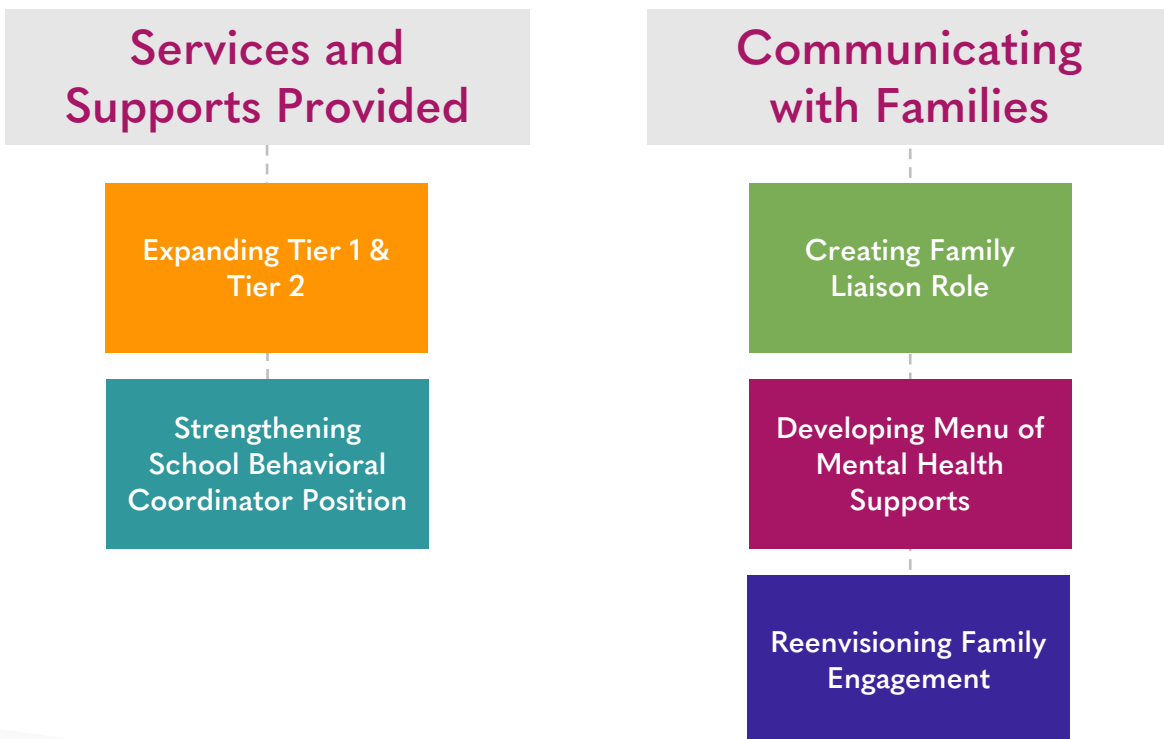 Services and
Supports Provided
Expanding Tier 1 &
Tier 2
Strengthening
School Behavioral
Coordinator Position
Communicating
with Families
Creating Family
Liaison Role
Developing Menu of
Mental Health
Supports
Reenvisioning Family
Engagement